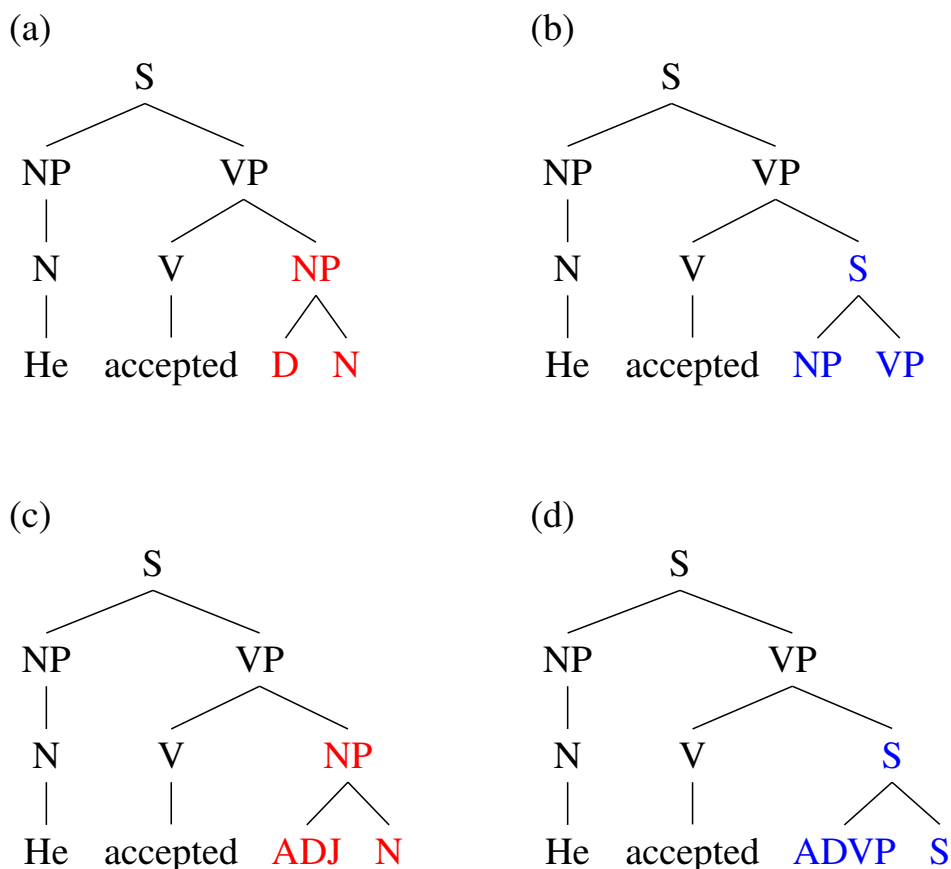 (a) (b)
S S
NP VP NP VP
N V NP N V S
He accepted D N He accepted NP VP
(c) (d)
S S
NP VP NP VP
N V NP N V S
He accepted ADJ N He accepted ADVP S